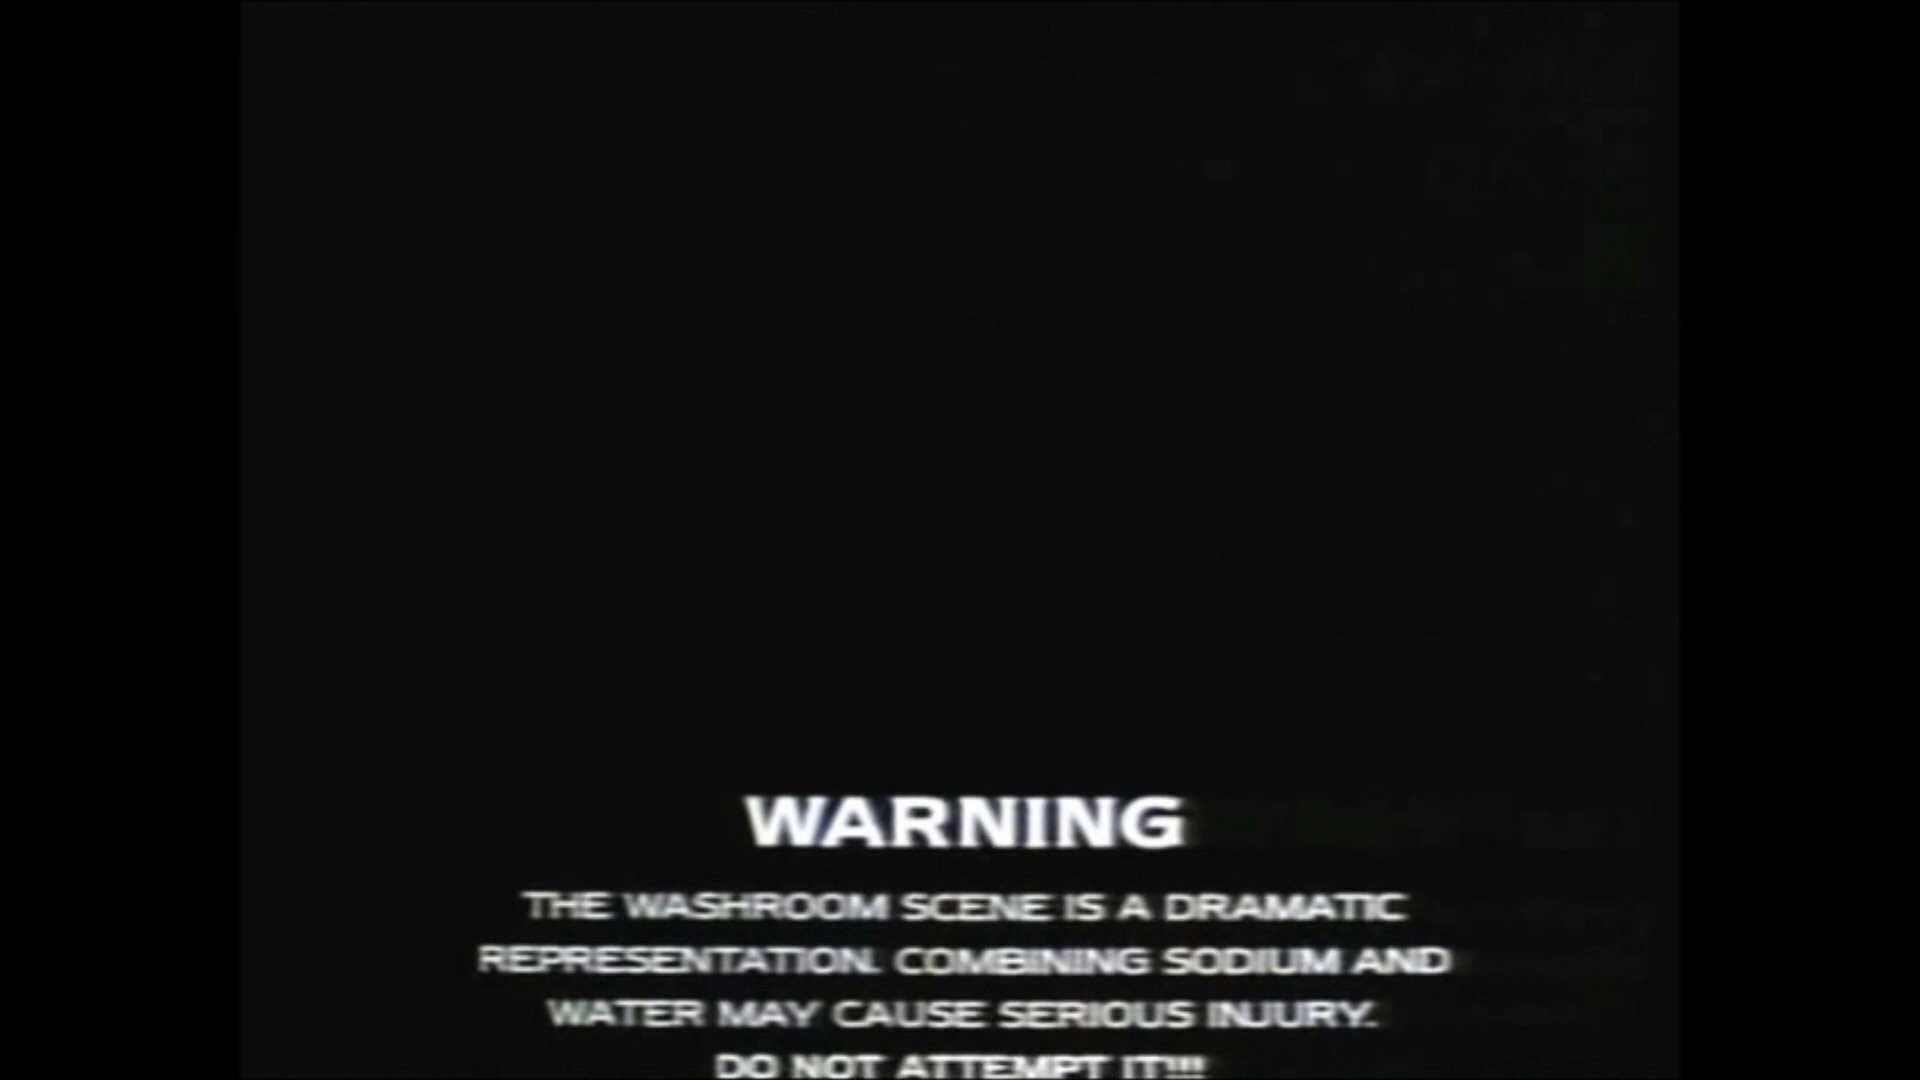 WARNING
THE WASHROOM SCENE IS A DRAMATIC
REPRESENTATION. COMBINING SODIUM AND
WATER MAY CAUSE SERIOUS INJURY.
DO NOT ATTEMPT IT!!!